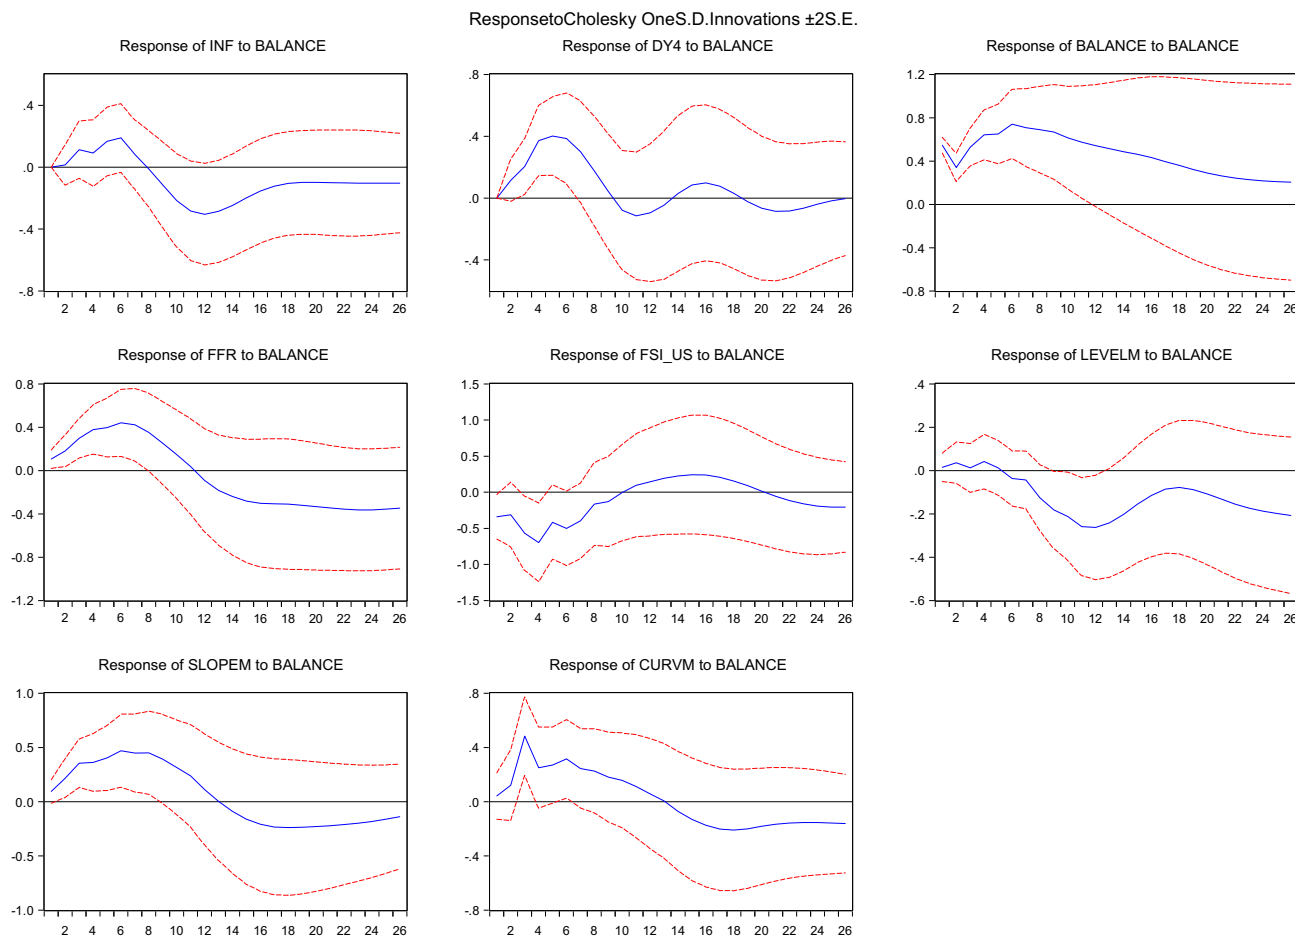 ResponsetoCholesky OneS.D.Innovations ±2S.E.
Response of INF to BALANCE
.4
.0
-.4
-.8
2 4 6 8 10 12 14 16 18 20 22 24 26
Response of DY4 to BALANCE
.8
.4
.0
-.4
2 4 6 8 10 12 14 16 18 20 22 24 26
Response of BALANCE to BALANCE
1.2
0.8
0.4
0.0
-0.4
-0.8
2 4 6 8 10 12 14 16 18 20 22 24 26
Response of FFR to BALANCE
0.8
0.4
0.0
-0.4
-0.8
-1.2
2 4 6 8 10 12 14 16 18 20 22 24 26
Response of FSI_US to BALANCE
1.5
1.0
0.5
0.0
-0.5
-1.0
-1.5
2 4 6 8 10 12 14 16 18 20 22 24 26
Response of LEVELM to BALANCE
.4
.2
.0
-.2
-.4
-.6
2 4 6 8 10 12 14 16 18 20 22 24 26
Response of SLOPEM to BALANCE
1.0
0.5
0.0
-0.5
-1.0
2 4 6 8 10 12 14 16 18 20 22 24 26
Response of CURVM to BALANCE
.8
.4
.0
-.4
-.8
2 4 6 8 10 12 14 16 18 20 22 24 26